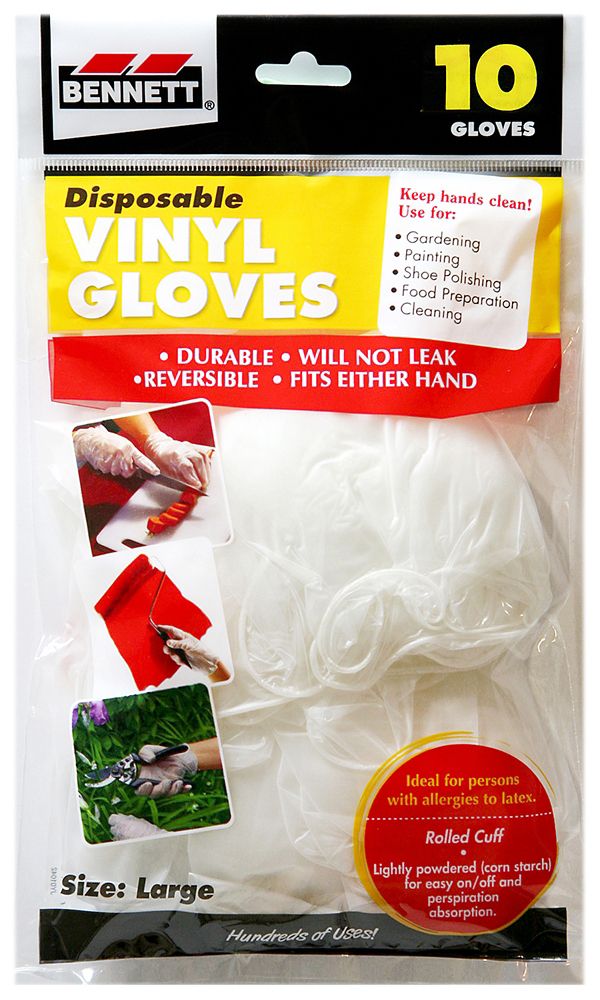 BENNETT®
10
GLOVES
Disposable
VINYL
GLOVES
Keep hands clean!
Use for:
• Gardening
• Painting
• Shoe Polishing
• Food Preparation
• Cleaning
• DURABLE • WILL NOT LEAK
• REVERSIBLE • FITS EITHER HAND
Ideal for persons
with allergies to latex.
Rolled Cuff
•
Lightly powdered (corn starch)
for easy on/off and
perspiration
absorption.
Size: Large
Hundreds of Uses!